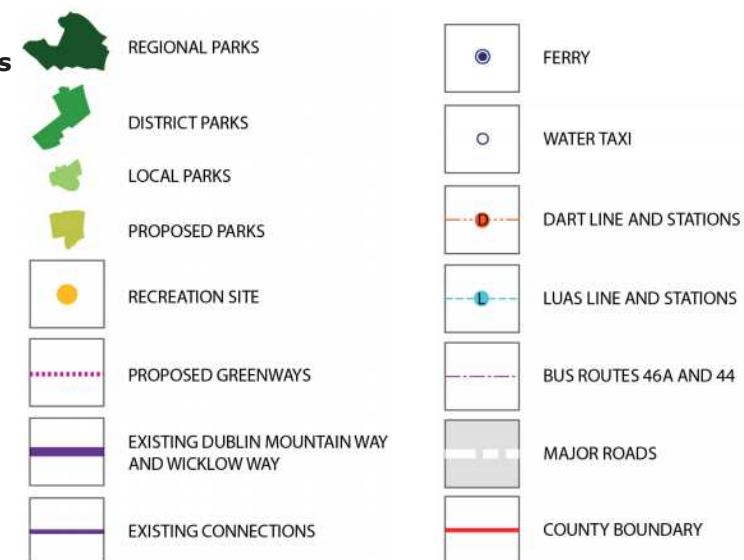 s
REGIONAL PARKS
DISTRICT PARKS
LOCAL PARKS
PROPOSED PARKS
RECREATION SITE
PROPOSED GREENWAYS
EXISTING DUBLIN MOUNTAIN WAY
AND WICKLOW WAY
EXISTING CONNECTIONS
FERRY
WATER TAXI
D
DART LINE AND STATIONS
L
LUAS LINE AND STATIONS
BUS ROUTES 46A AND 44
MAJOR ROADS
COUNTY BOUNDARY